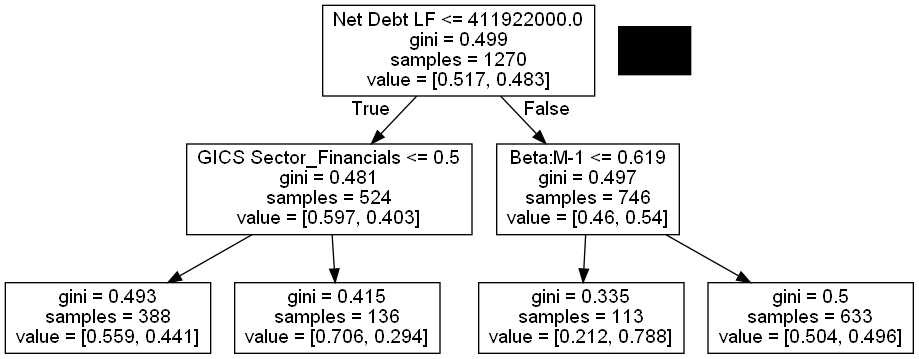 Net Debt LF <= 411922000.0
gini = 0.499
samples = 1270
value = [0.517, 0.483]
True
False
GICS Sector_Financials <= 0.5
gini = 0.481
samples = 524
value = [0.597, 0.403]
Beta:M-1 <= 0.619
gini = 0.497
samples = 746
value = [0.46, 0.54]
gini = 0.493
samples = 388
value = [0.559, 0.441]
gini = 0.415
samples = 136
value = [0.706, 0.294]
gini = 0.335
samples = 113
value = [0.212, 0.788]
gini = 0.5
samples = 633
value = [0.504, 0.496]